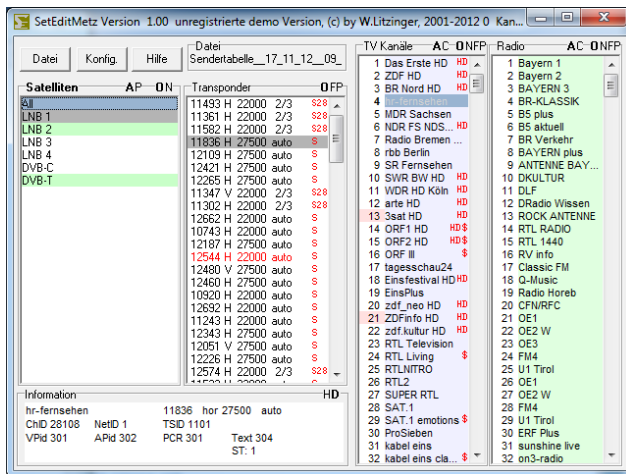 SetEditMetz Version 1.00 unregistrierte demo Version, (c) by W.Litzinger, 2001-2012 0 Kan...
Datei
Konfig.
Hilfe
Datei
Sendertabelle__17_11_12__09_
Satelliten AP ON
All
LNB 1
LNB 2
LNB 3
LNB 4
DVB-C
DVB-T
Transponder OFP
11493 H 22000 2/3 S28
11361 H 22000 2/3 S28
11582 H 22000 2/3 S28
11836 H 27500 auto S
12109 H 27500 auto S
12421 H 27500 auto S
12265 H 27500 auto S
11347 V 22000 2/3 S28
11302 H 22000 2/3 S28
12662 H 22000 auto S
10743 H 22000 auto S
12187 H 27500 auto S
12544 H 22000 auto S
12480 V 27500 auto S
12460 H 27500 auto S
10920 H 22000 auto S
12692 H 22000 auto S
11243 H 22000 auto S
12343 H 27500 auto S
12051 V 27500 auto S
12226 H 27500 auto S
12574 H 22000 2/3 S28
TV Kanäle AC-ONFP
1 Das Erste HD HD
2 ZDF HD HD
3 BR Nord HD HD
4 hr-fernsehen
5 MDR Sachsen
6 NDR FS NDS... HD
7 Radio Bremen ...
8 rbb Berlin
9 SR Fernsehen
10 SWR BW HD HD
11 WDR HD Köln HD
12 arte HD HD
13 3sat HD HD
14 ORF1 HD HD$
15 ORF2 HD HD$
16 ORF III $
17 tagesschau24
18 Einsfestival HD HD
19 EinsPlus
20 zdf_neo HD HD
21 ZDFinfo HD HD
22 zdf.kultur HD HD
23 RTL Television
24 RTL Living $
25 RTLNITRO
26 RTL2
27 SUPER RTL
28 SAT.1
29 SAT.1 emotions $
30 ProSieben
31 kabel eins
32 kabel eins cla... $
Radio AC-ONFP
1 Bayern 1
2 Bayern 2
3 BAYERN 3
4 BR-KLASSIK
5 B5 plus
6 B5 aktuell
7 BR Verkehr
8 BAYERN plus
9 ANTENNE BAY...
10 DKULTUR
11 DLF
12 DRadio Wissen
13 ROCK ANTENNE
14 RTL RADIO
15 RTL 1440
16 RV info
17 Classic FM
18 Q-Music
19 Radio Horeb
20 CFN/RFC
21 OE1
22 OE2 W
23 OE3
24 FM4
25 U1 Tirol
26 OE1
27 OE2 W
28 FM4
29 U1 Tirol
30 ERF Plus
31 sunshine live
32 on3-radio
Information HD
hr-fernsehen 11836 hor 27500 auto
ChID 28108 NetID 1 TSID 1101
VPid 301 APid 302 PCR 301 Text 304
ST: 1